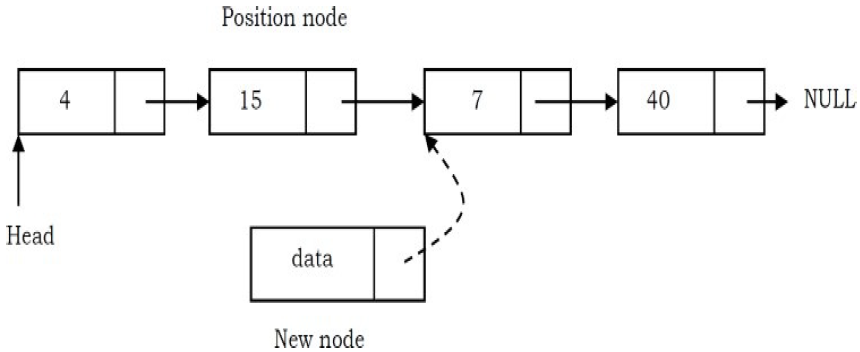 Position node
4 15 7 40 NULL
Head
data
New node